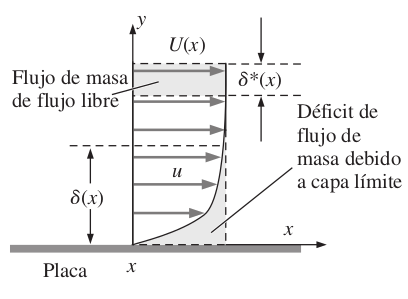 y
U(x)
Flujo de masa
de flujo libre
δ*(x)
Déficit de
flujo de
masa debido
a capa límite
u
δ(x)
x
Placa
x